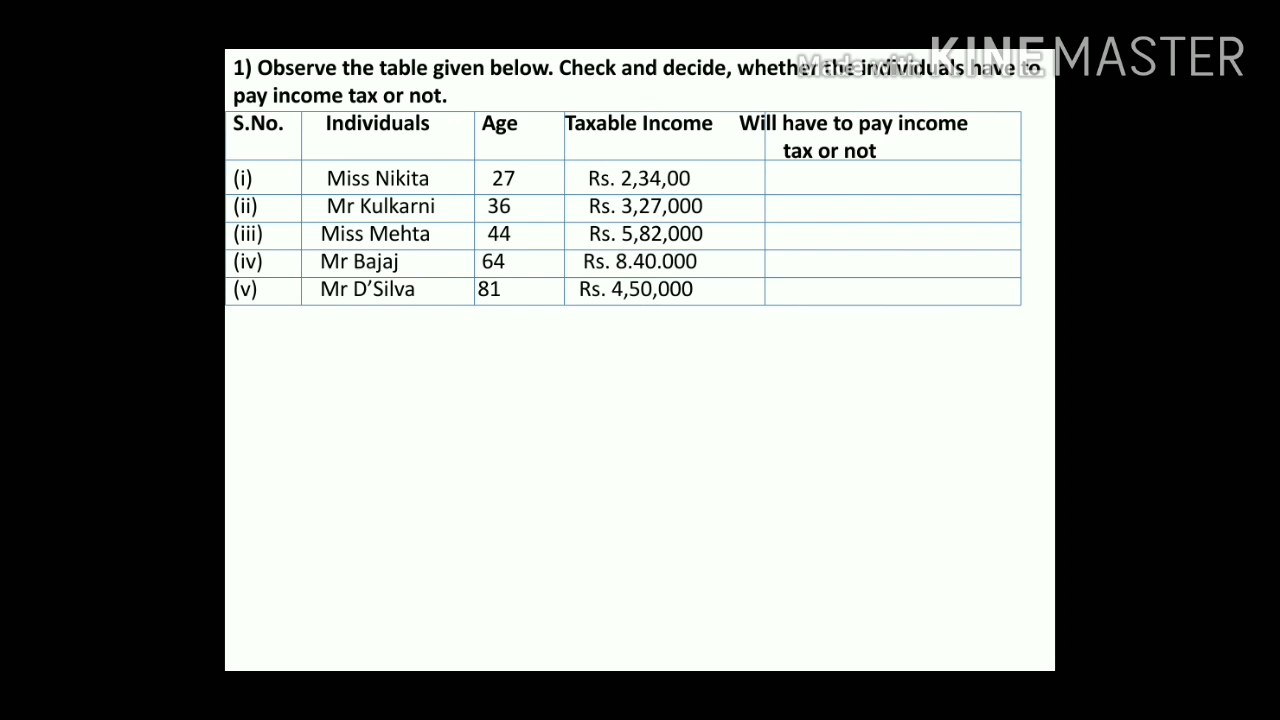 Made with KINEMASTER
1) Observe the table given below. Check and decide, whether the individuals have to
pay income tax or not.
S.No. Individuals Age Taxable Income Will have to pay income
tax or not
(i) Miss Nikita 27 Rs. 2,34,00
(ii) Mr Kulkarni 36 Rs. 3,27,000
(iii) Miss Mehta 44 Rs. 5,82,000
(iv) Mr Bajaj 64 Rs. 8.40.000
(v) Mr D’Silva 81 Rs. 4,50,000